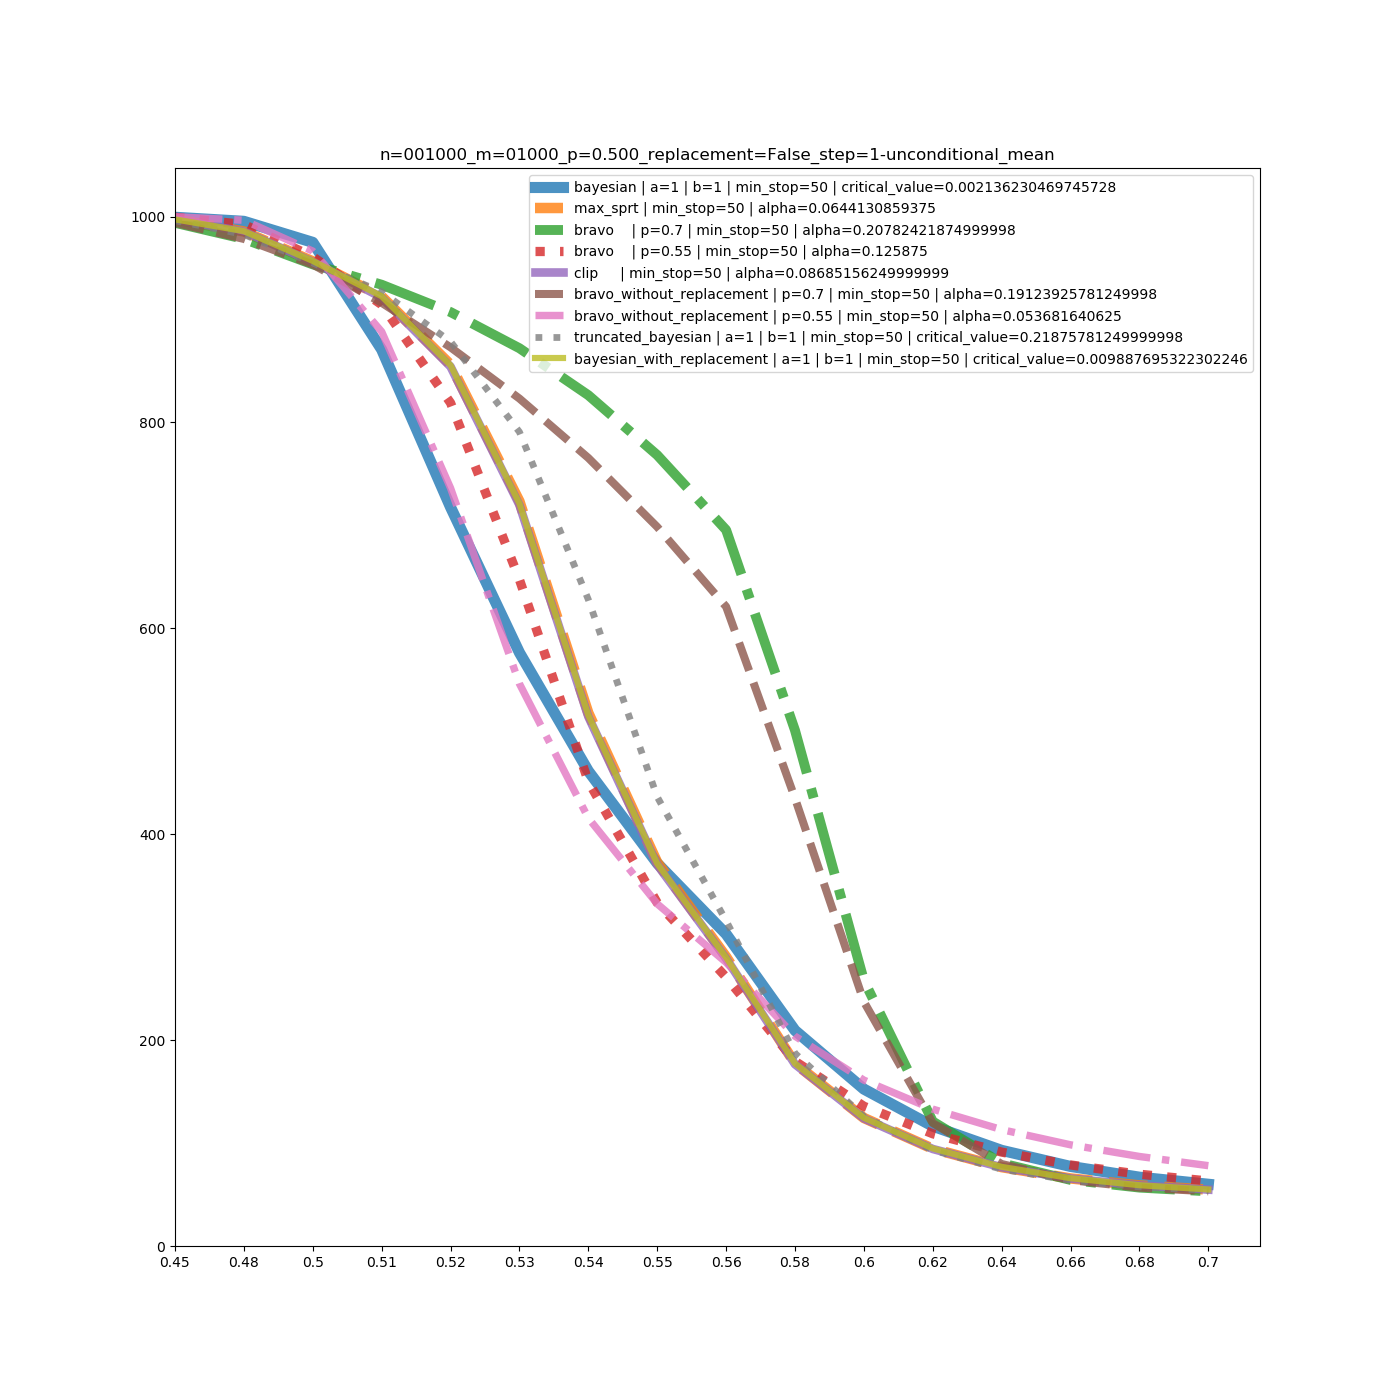 n=001000_m=01000_p=0.500_replacement=False_step=1-unconditional_mean
bayesian | a=1 | b=1 | min_stop=50 | critical_value=0.002136230469745728
max_sprt | min_stop=50 | alpha=0.0644130859375
bravo    | p=0.7 | min_stop=50 | alpha=0.20782421874999998
bravo    | p=0.55 | min_stop=50 | alpha=0.125875
clip     | min_stop=50 | alpha=0.08685156249999999
bravo_without_replacement | p=0.7 | min_stop=50 | alpha=0.19123925781249998
bravo_without_replacement | p=0.55 | min_stop=50 | alpha=0.053681640625
truncated_bayesian | a=1 | b=1 | min_stop=50 | critical_value=0.21875781249999998
bayesian_with_replacement | a=1 | b=1 | min_stop=50 | critical_value=0.009887695322302246
1000
800
600
400
200
0
0.45 0.48 0.5 0.51 0.52 0.53 0.54 0.55 0.56 0.58 0.6 0.62 0.64 0.66 0.68 0.7